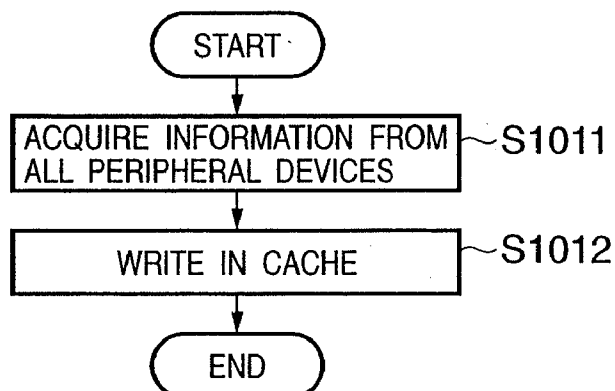 START
ACQUIRE INFORMATION FROM
ALL PERIPHERAL DEVICES
S1011
WRITE IN CACHE
S1012
END